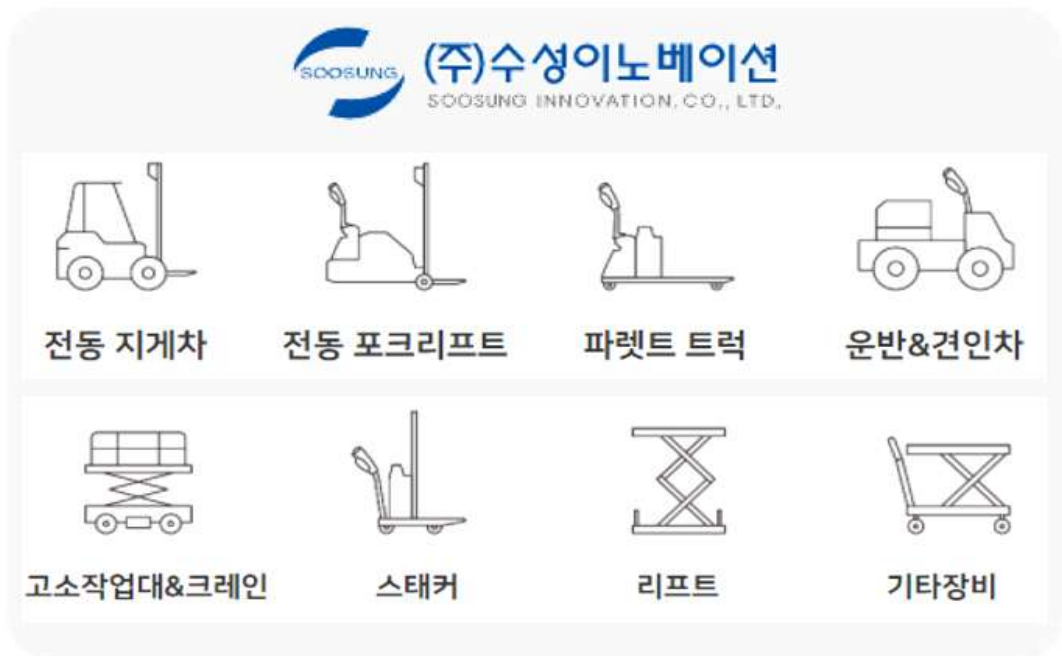 SOOSUNG
(주)수성이노베이션
SOOSUNG INNOVATION. CO., LTD.
전동 지게차 전동 포크리프트 파렛트 트럭 운반&견인차
고소작업대&크레인 스태커 리프트 기타장비